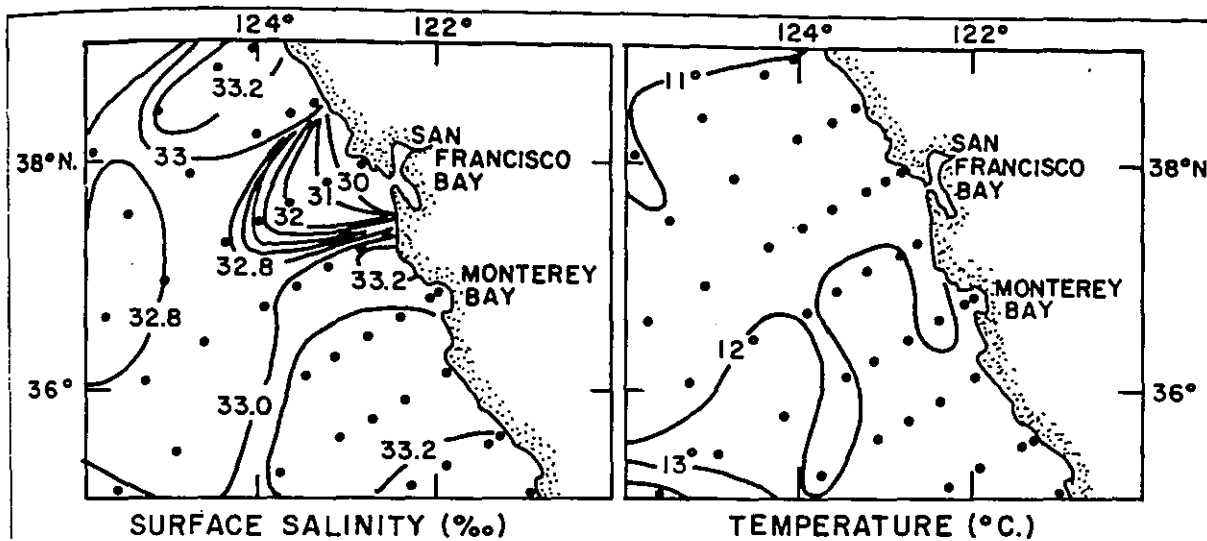 124°
122°
33.2
33
38°N.
SAN
FRANCISCO
BAY
30
31
32
32.8
33.2
MONTEREY
BAY
32.8
36°
33.0
33.2
SURFACE SALINITY (‰)
124°
122°
11°
SAN
FRANCISCO
BAY
38°N
MONTEREY
BAY
12
36°
13
TEMPERATURE (°C.)